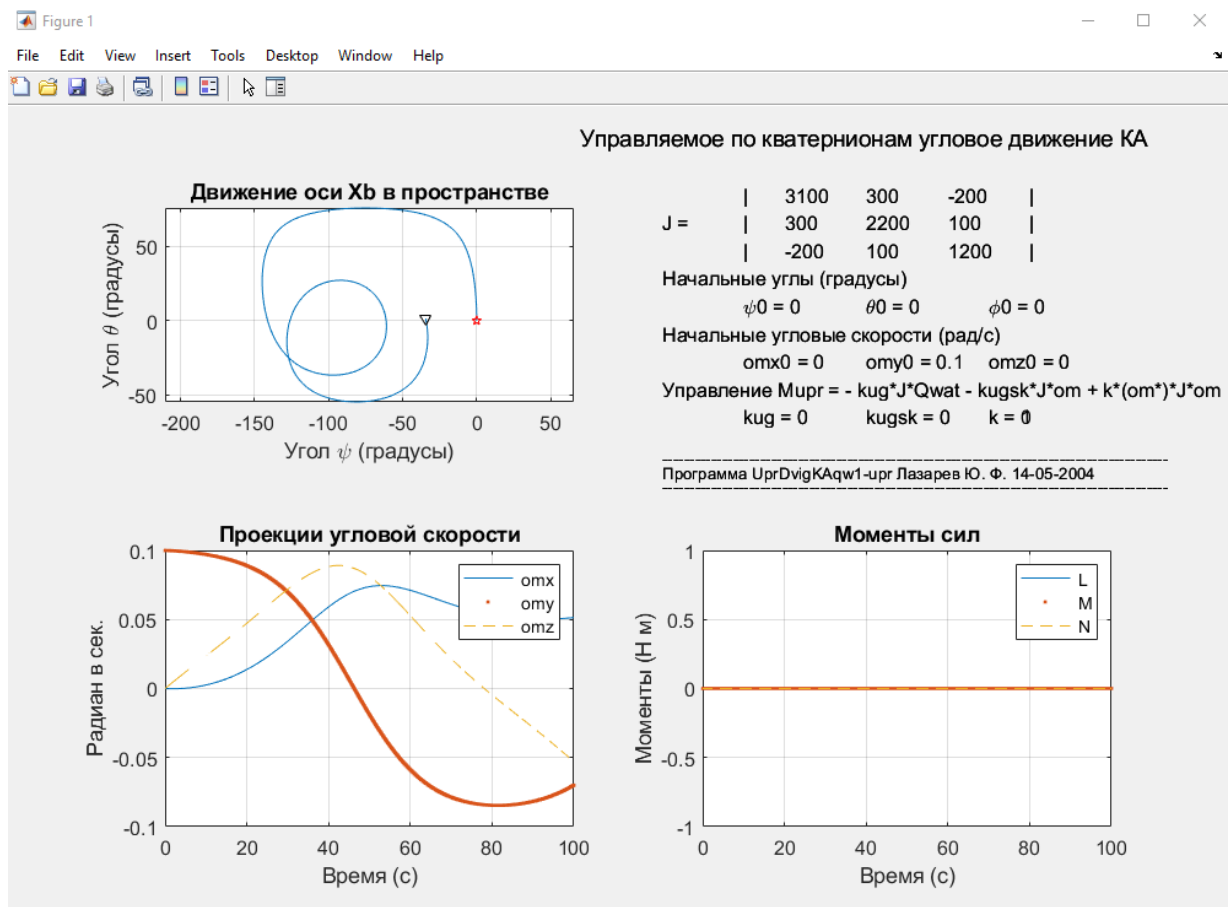 Figure 1
File Edit View Insert Tools Desktop Window Help
Управляемое по кватернионам угловое движение КА
Движение оси Xb в пространстве
Угол θ (градусы)
50
0
-50
-200 -150 -100 -50 0 50
Угол ψ (градусы)
| 3100 300 -200 |
J = | 300 2200 100 |
| -200 100 1200 |
Начальные углы (градусы)
ψ0 = 0 θ0 = 0 ϕ0 = 0
Начальные угловые скорости (рад/с)
omx0 = 0 omy0 = 0.1 omz0 = 0
Управление Mupr = - kug*J*Qwat - kugsk*J*om + k*(om*)*J*om
kug = 0 kugsk = 0 k =
Программа UprDvigKAqw1-upr Лазарев Ю. Ф. 14-05-2004
Проекции угловой скорости
Радиан в сек.
0.1
0.05
0
-0.05
-0.1
omx
omy
omz
0 20 40 60 80 100
Время (с)
Моменты сил
Моменты (Н м)
1
0.5
0
-0.5
-1
L
M
N
0 20 40 60 80 100
Время (с)